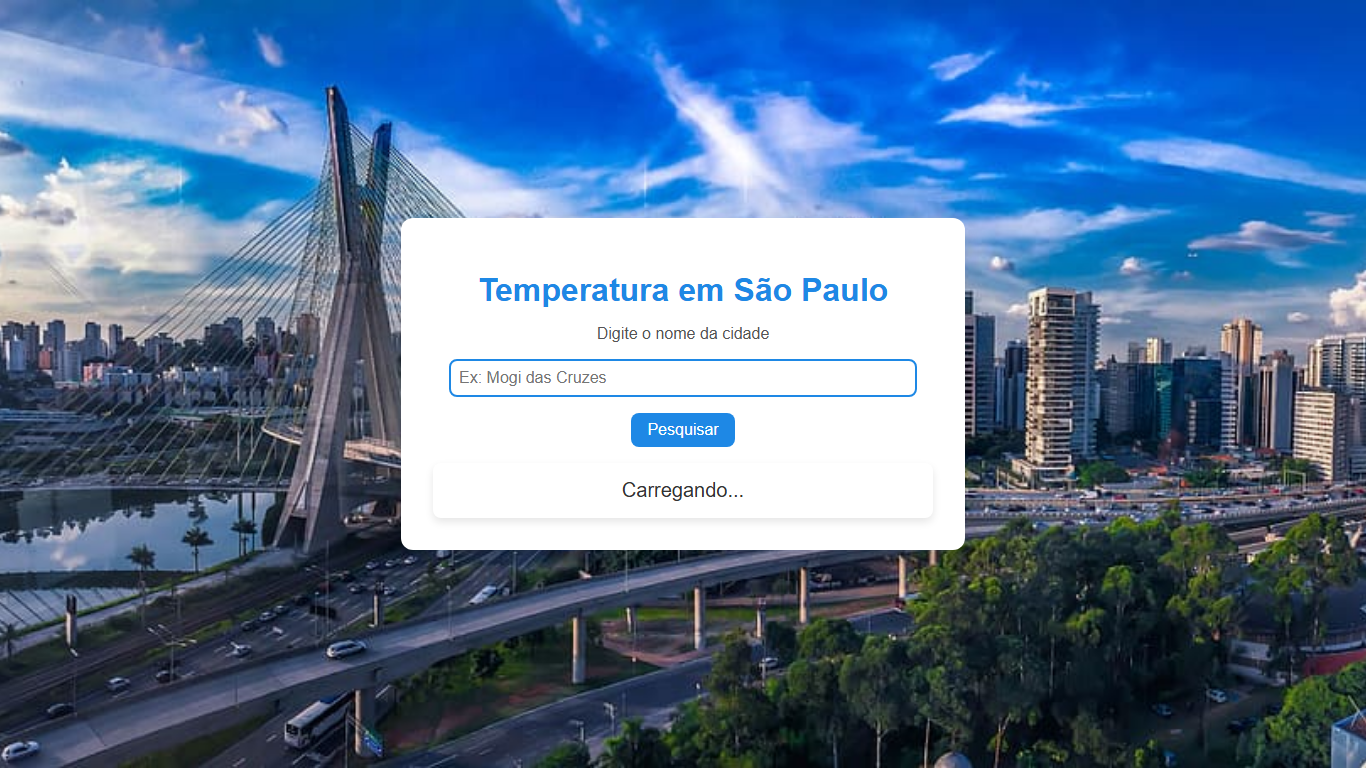 Temperatura em São Paulo
Digite o nome da cidade
Ex: Mogi das Cruzes
Pesquisar
Carregando...